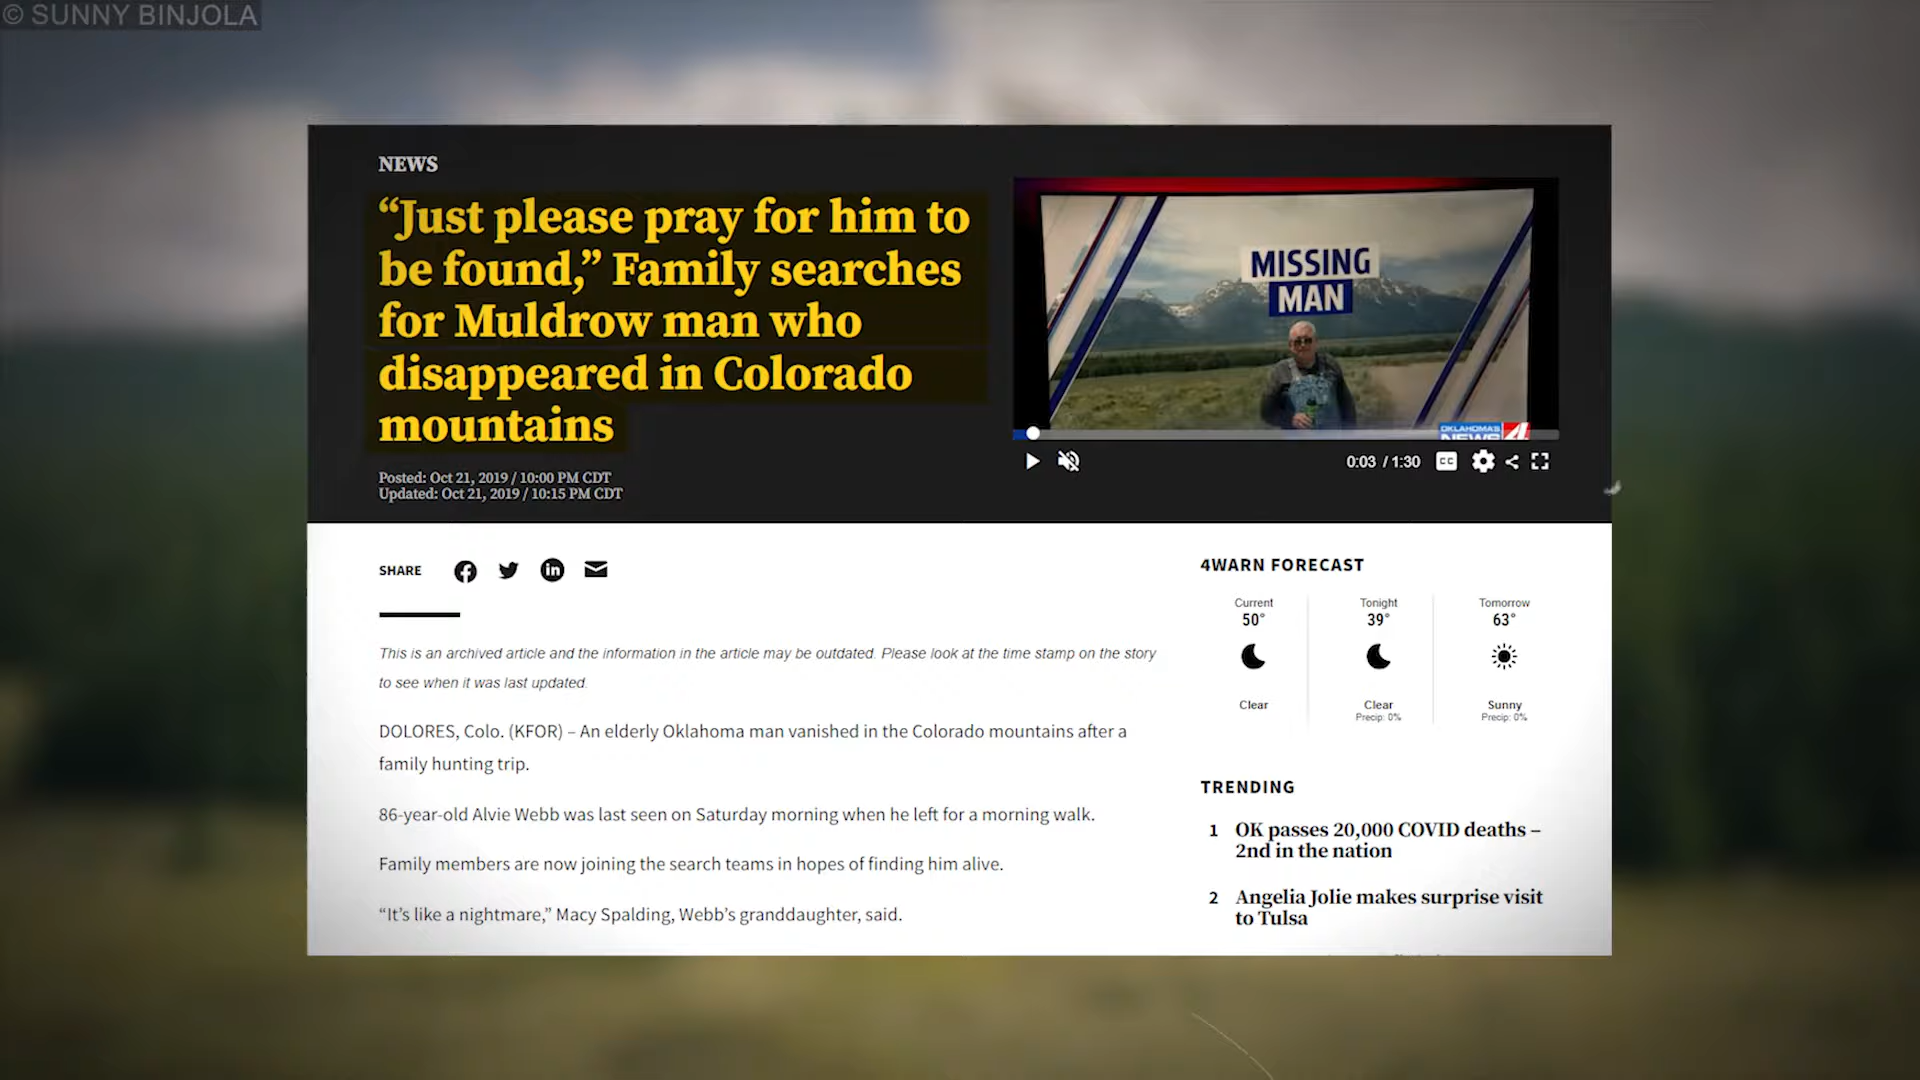 © SUNNY BINJOLA
NEWS
“Just please pray for him to
be found,” Family searches
for Muldrow man who
disappeared in Colorado
mountains
Posted: Oct 21, 2019 / 10:00 PM CDT
Updated: Oct 21, 2019 / 10:15 PM CDT
MISSING
MAN
OKLAHOMA'S
NEWS 4
0:03 / 1:30
CC
SHARE
in
This is an archived article and the information in the article may be outdated. Please look at the time stamp on the story
to see when it was last updated.
DOLORES, Colo. (KFOR) – An elderly Oklahoma man vanished in the Colorado mountains after a
family hunting trip.
86-year-old Alvie Webb was last seen on Saturday morning when he left for a morning walk.
Family members are now joining the search teams in hopes of finding him alive.
“It’s like a nightmare,” Macy Spalding, Webb’s granddaughter, said.
4WARN FORECAST
Current
50°
Clear
Tonight
39°
Clear
Precip: 0%
Tomorrow
63°
Sunny
Precip: 0%
TRENDING
1 OK passes 20,000 COVID deaths –
2nd in the nation
2 Angelia Jolie makes surprise visit
to Tulsa